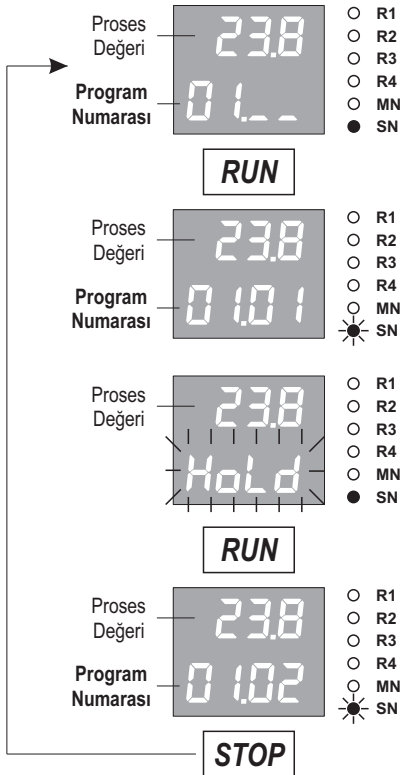 Proses
Değeri
23.8
Program
Numarası
01.__
R1
R2
R3
R4
MN
SN
RUN
Proses
Değeri
23.8
Program
Numarası
01.01
R1
R2
R3
R4
MN
SN
Proses
Değeri
23.8
HoLd
R1
R2
R3
R4
MN
SN
RUN
Proses
Değeri
23.8
Program
Numarası
01.02
R1
R2
R3
R4
MN
SN
STOP